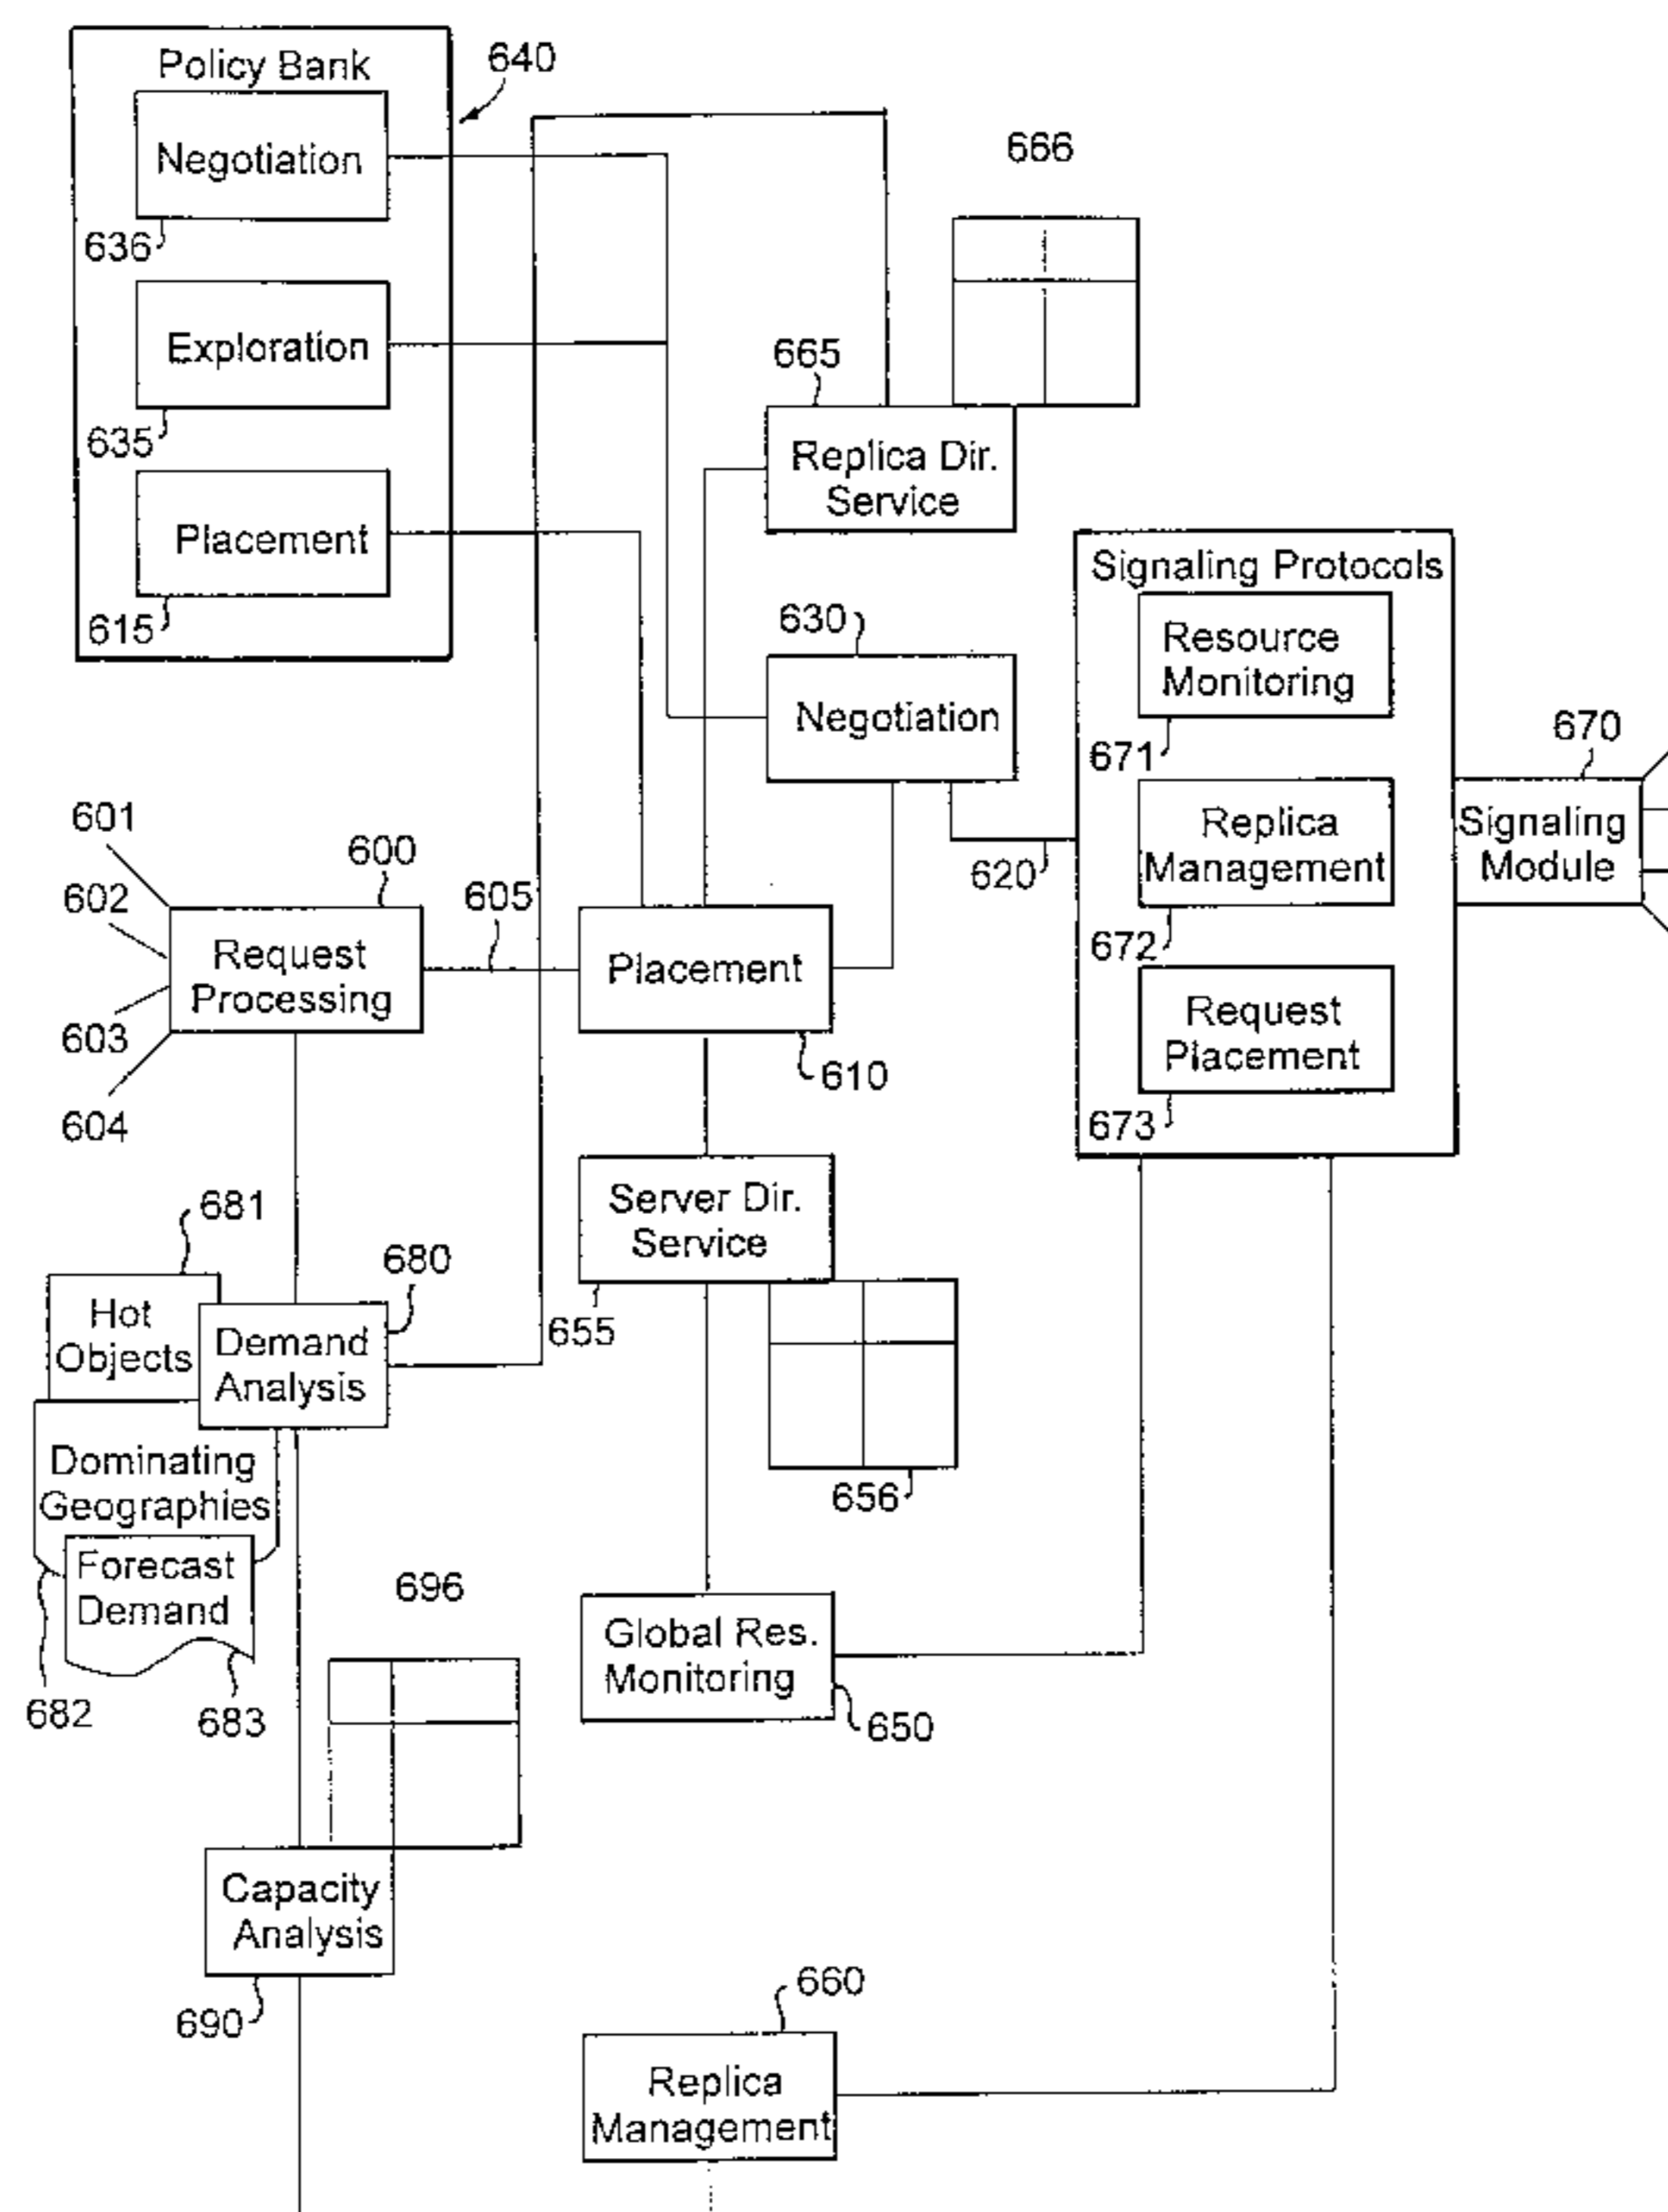 Policy Bank
640
Negotiation
636
Exploration
635
Placement
615
666
665
Replica Dir.
Service
630
Negotiation
620
Signaling Protocols
Resource
Monitoring
671
Replica
Management
672
Request
Placement
673
670
Signaling
Module
601
602
603
604
600
Request
Processing
605
Placement
610
Server Dir.
Service
655
656
681
Hot
Objects
680
Demand
Analysis
Dominating
Geographies
Forecast
Demand
682
683
696
Global Res.
Monitoring
650
Capacity
Analysis
690
660
Replica
Management